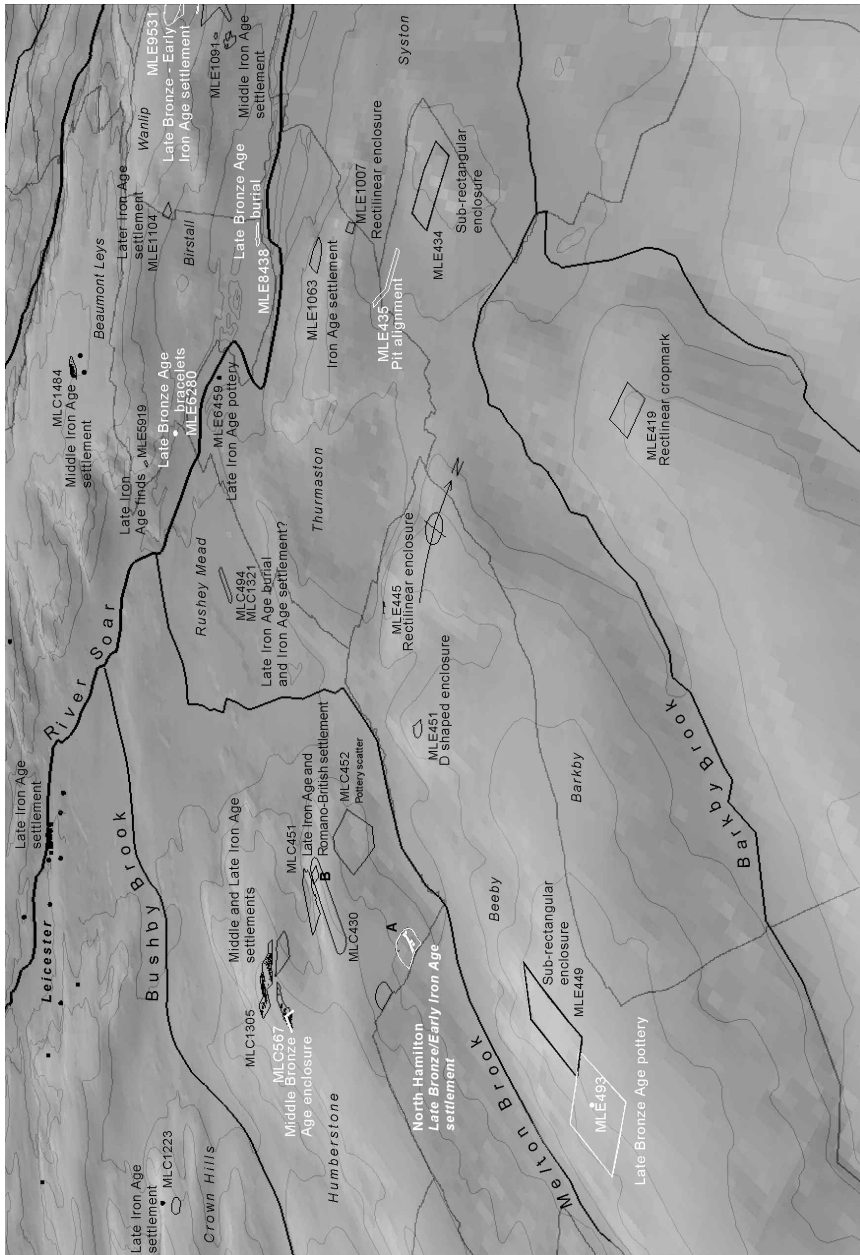 Late Iron Age
settlement
MLC1223
Crown Hills
Humberstone
Leicester
Late Iron Age
settlement
River Soar
Bushby Brook
MLC1305
Middle and Late Iron Age
settlements
MLC567
Middle Bronze
Age enclosure
MLC451
Late Iron Age and
Romano-British settlement
B
MLC430
MLC452
Pottery scatter
A
North Hamilton
Late Bronze/Early Iron Age
settlement
Melton Brook
MLE493
Late Bronze Age pottery
Sub-rectangular
enclosure
MLE449
Beeby
Barkby
Barkby Brook
MLE451
D shaped enclosure
MLE445
Rectilinear enclosure
N
Rushey Mead
MLC494
MLC1321
Late Iron Age burial
and Iron Age settlement?
Thurmaston
MLC1484
Middle Iron Age
settlement
Late Iron
Age finds
MLE5919
Late Bronze Age
bracelets
MLE6280
MLE6459
Late Iron Age pottery
Beaumont Leys
Later Iron Age
settlement
MLE1104
Birstall
Wanlip
MLE9531
Late Bronze - Early
Iron Age settlement
MLE1091
Middle Iron Age
settlement
Late Bronze Age
burial
MLE8438
MLE1063
Iron Age settlement
MLE1007
Rectilinear enclosure
Syston
MLE435
Pit alignment
MLE434
Sub-rectangular
enclosure
MLE419
Rectlinear cropmark